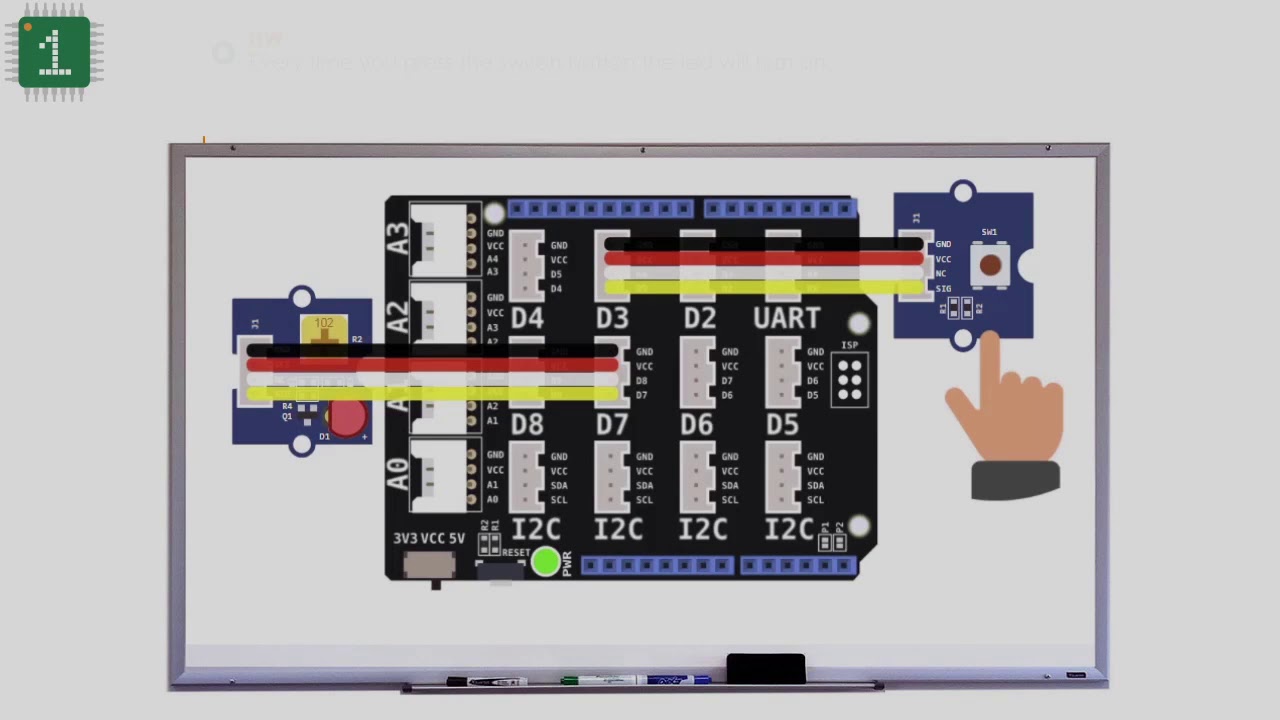 1
HW
Every time you press the switch button the led will turn on.
A3
GND
VCC
A4
A3
A2
GND
VCC
A3
A2
A2
A1
A0
GND
VCC
A1
A0
GND
VCC
D5
D4
D4
D3
D2
UART
GND
VCC
D8
D7
GND
VCC
D7
D6
GND
VCC
D6
D5
D8
D7
D6
D5
ISP
GND
VCC
SDA
SCL
GND
VCC
SDA
SCL
GND
VCC
SDA
SCL
GND
VCC
SDA
SCL
I2C
I2C
I2C
I2C
P1
P2
3V3 VCC 5V
R2
R1
RESET
PWR
J1
102
R2
R4
Q1
D1
+
J1
SW1
GND
VCC
NC
SIG
R1
R2